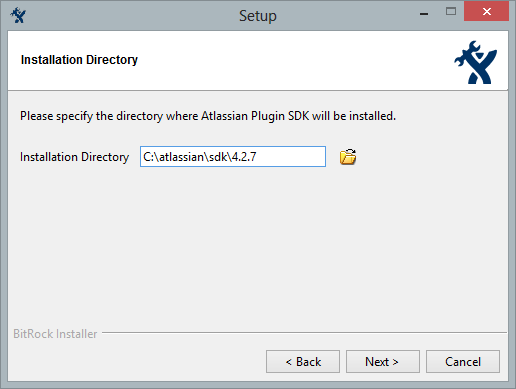 Setup
Installation Directory
Please specify the directory where Atlassian Plugin SDK will be installed.
Installation Directory C:\atlassian\sdk\4.2.7
BitRock Installer
< Back Next > Cancel